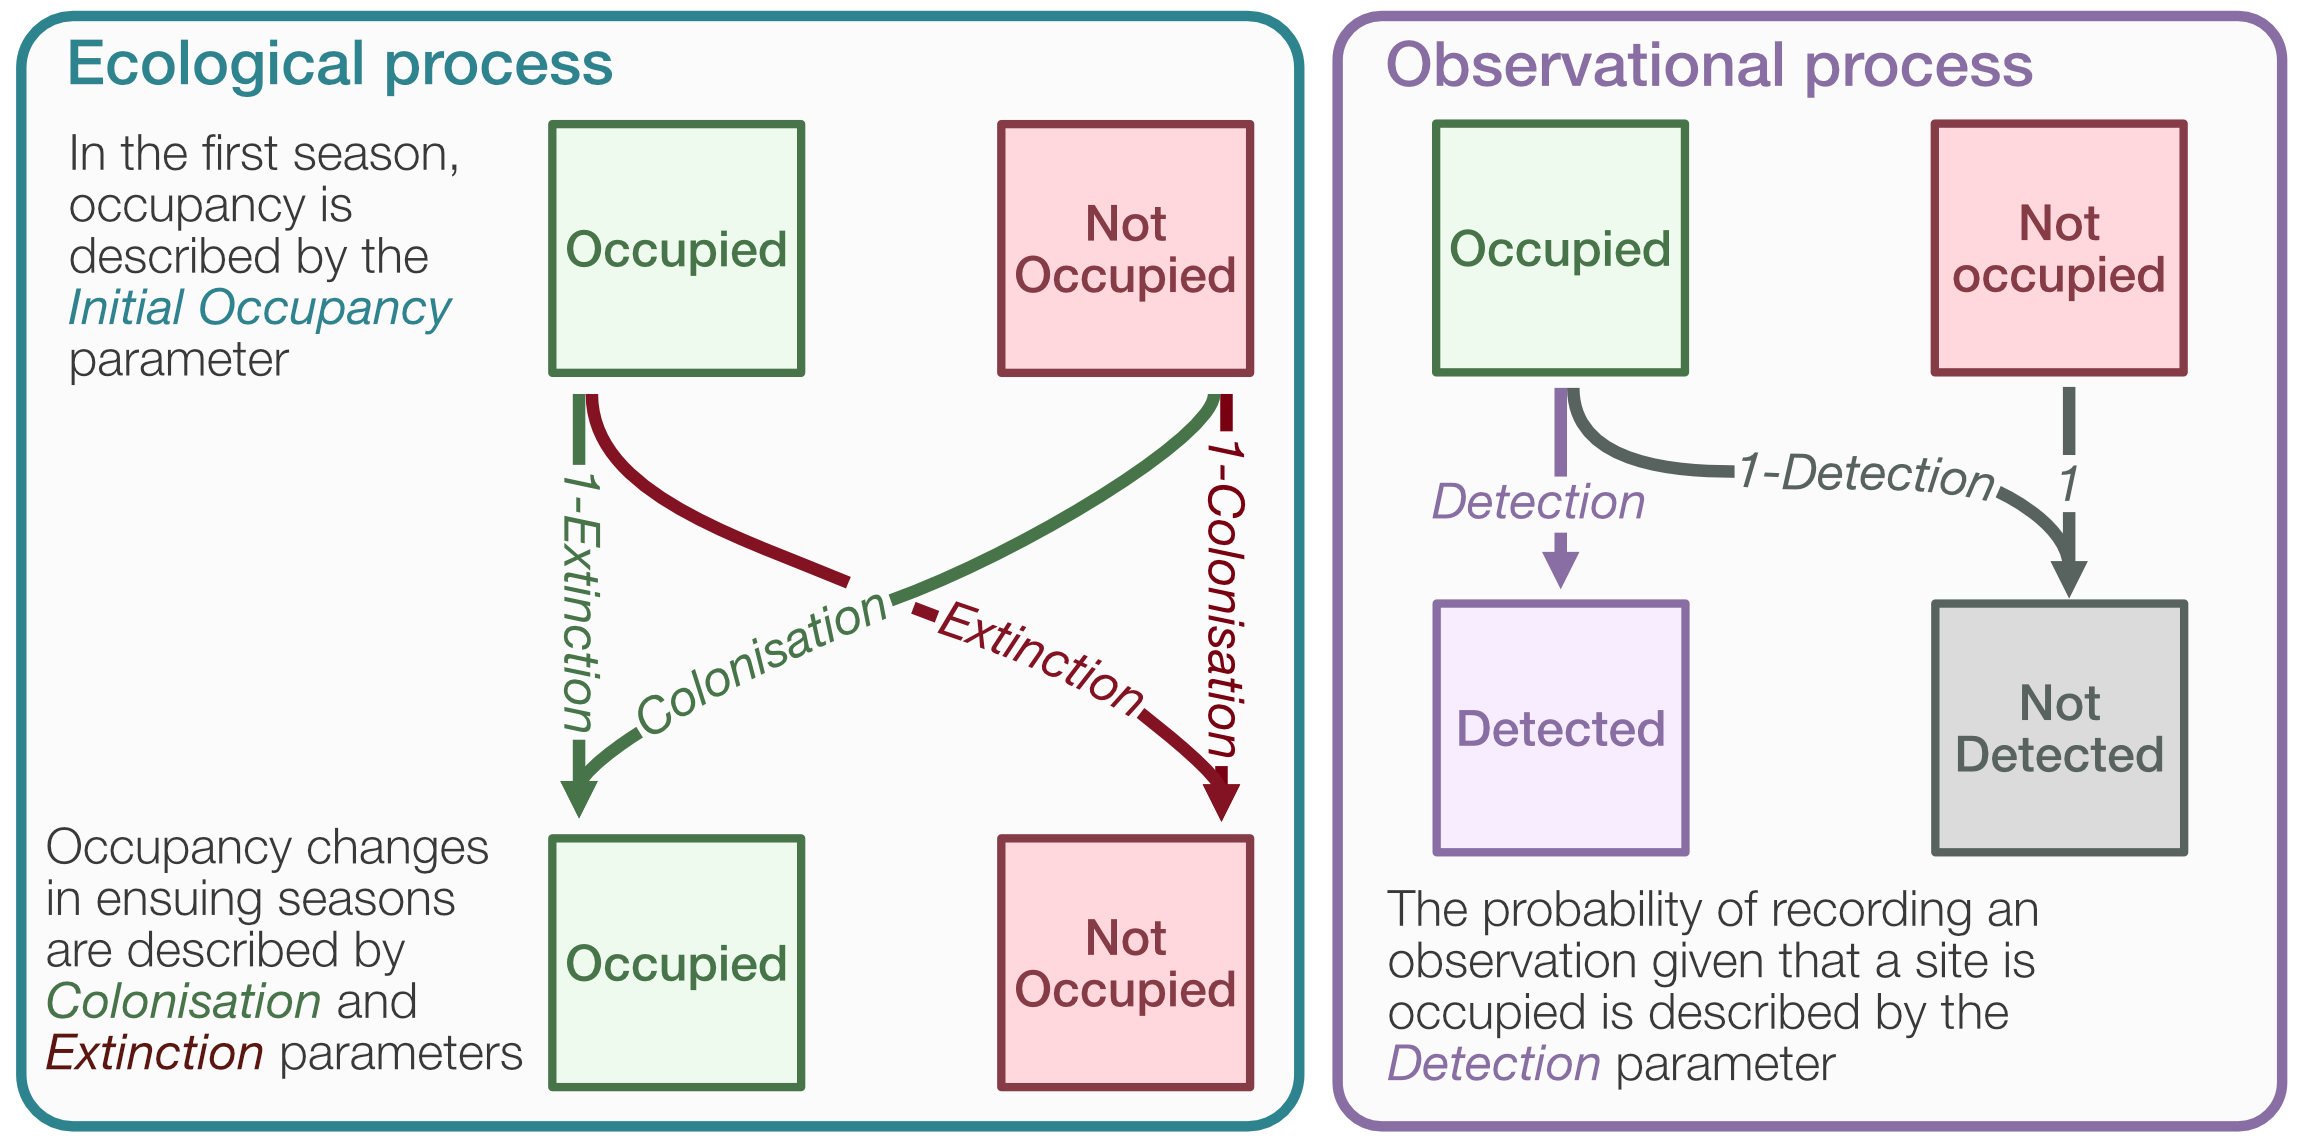 Ecological process
In the first season,
occupancy is
described by the
Initial Occupancy
parameter
Occupied
Not
Occupied
1-Extinction
Colonisation
Extinction
1-Colonisation
Occupancy changes
in ensuing seasons
are described by
Colonisation and
Extinction parameters
Occupied
Not
Occupied
Observational process
Occupied
Not
occupied
Detection
1-Detection
1
Detected
Not
Detected
The probability of recording an
observation given that a site is
occupied is described by the
Detection parameter